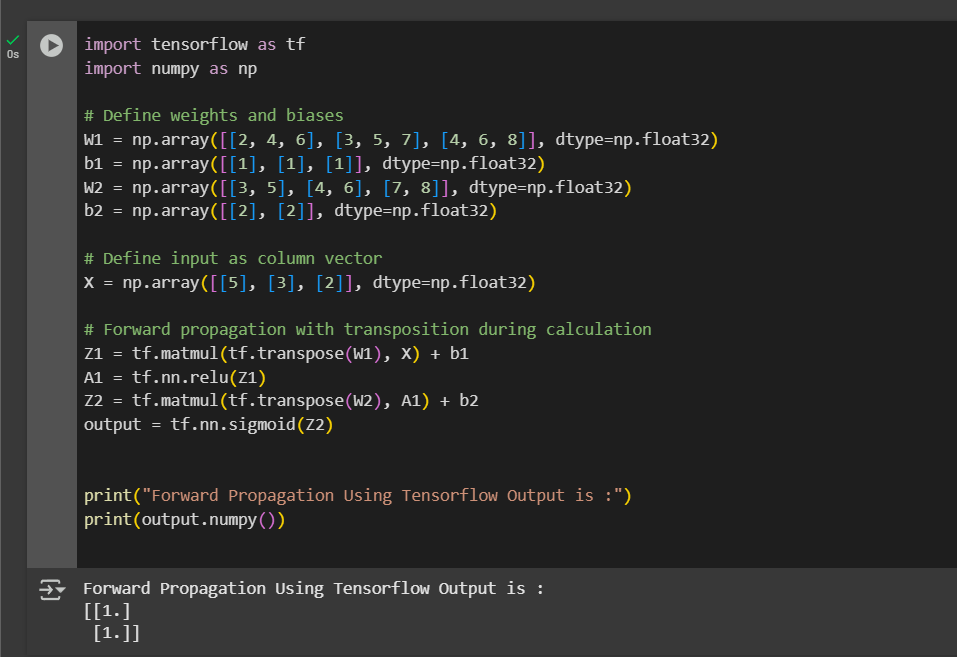 0s
import tensorflow as tf
import numpy as np
# Define weights and biases
W1 = np.array([[2, 4, 6], [3, 5, 7], [4, 6, 8]], dtype=np.float32)
b1 = np.array([[1], [1], [1]], dtype=np.float32)
W2 = np.array([[3, 5], [4, 6], [7, 8]], dtype=np.float32)
b2 = np.array([[2], [2]], dtype=np.float32)
# Define input as column vector
X = np.array([[5], [3], [2]], dtype=np.float32)
# Forward propagation with transposition during calculation
Z1 = tf.matmul(tf.transpose(W1), X) + b1
A1 = tf.nn.relu(Z1)
Z2 = tf.matmul(tf.transpose(W2), A1) + b2
output = tf.nn.sigmoid(Z2)
print("Forward Propagation Using Tensorflow Output is :")
print(output.numpy())
Forward Propagation Using Tensorflow Output is :
[[1.]
 [1.]]